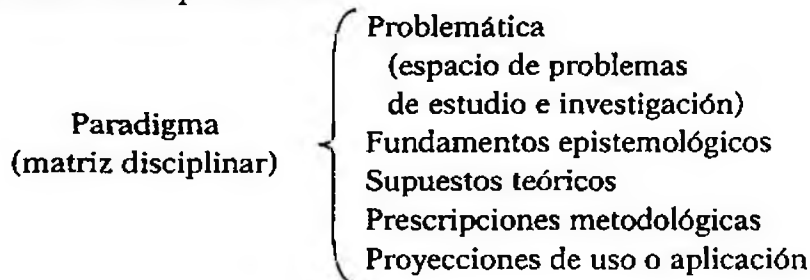 Paradigma
(matriz disciplinar)
Problemática
(espacio de problemas
de estudio e investigación)
Fundamentos epistemológicos
Supuestos teóricos
Prescripciones metodológicas
Proyecciones de uso o aplicación